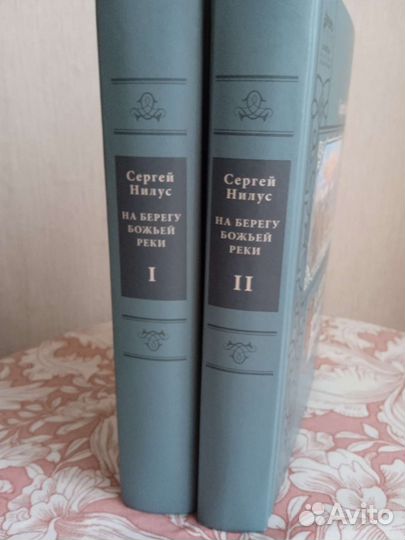 Сергей
Нилус
НА БЕРЕГУ
БОЖЬЕЙ
РЕКИ
I
Сергей
Нилус
НА БЕРЕГУ
БОЖЬЕЙ
РЕКИ
II
Avito